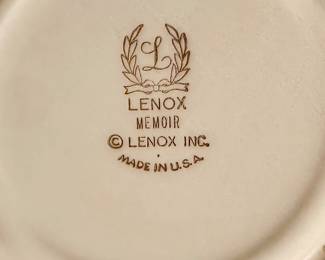 L
LENOX
MEMOIR
© LENOX INC.
MADE IN U.S.A.